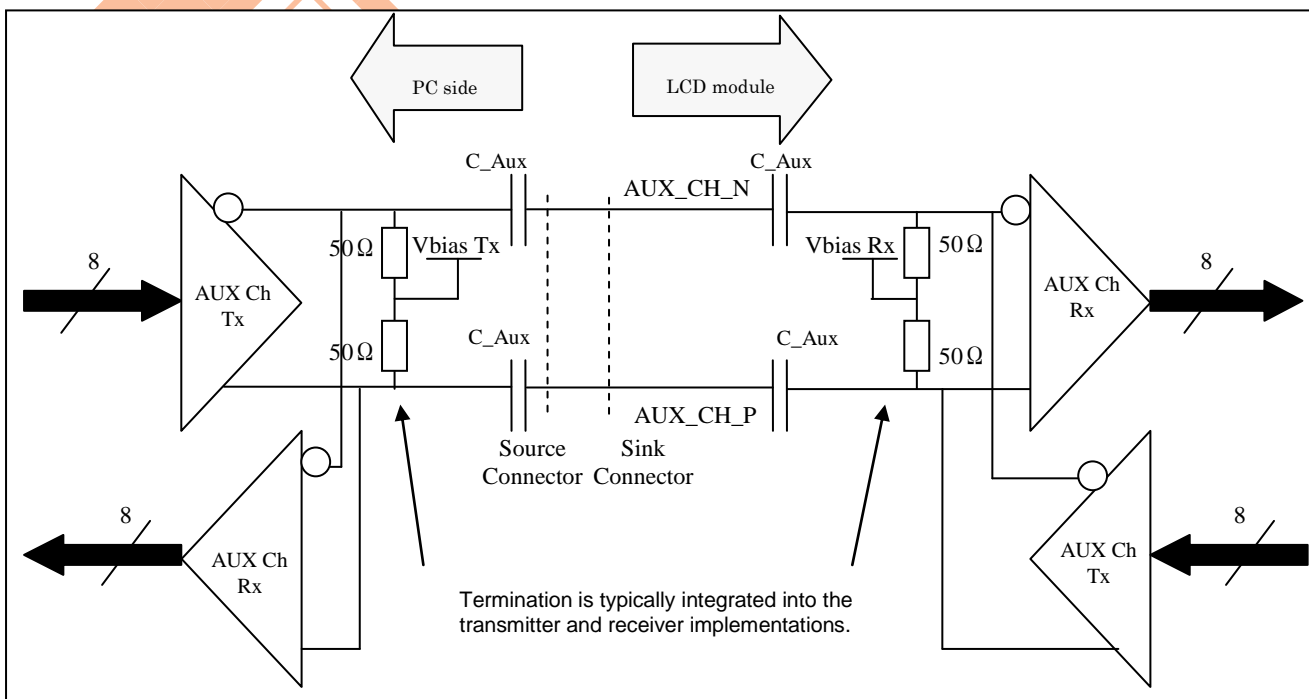 PC side
LCD module
C_Aux
C_Aux
AUX_CH_N
50Ω
Vbias Tx
Vbias Rx
50Ω
8
AUX Ch
Tx
AUX Ch
Rx
8
50Ω
C_Aux
C_Aux
50Ω
AUX_CH_P
Source
Connector
Sink
Connector
8
AUX Ch
Rx
AUX Ch
Tx
8
Termination is typically integrated into the
transmitter and receiver implementations.